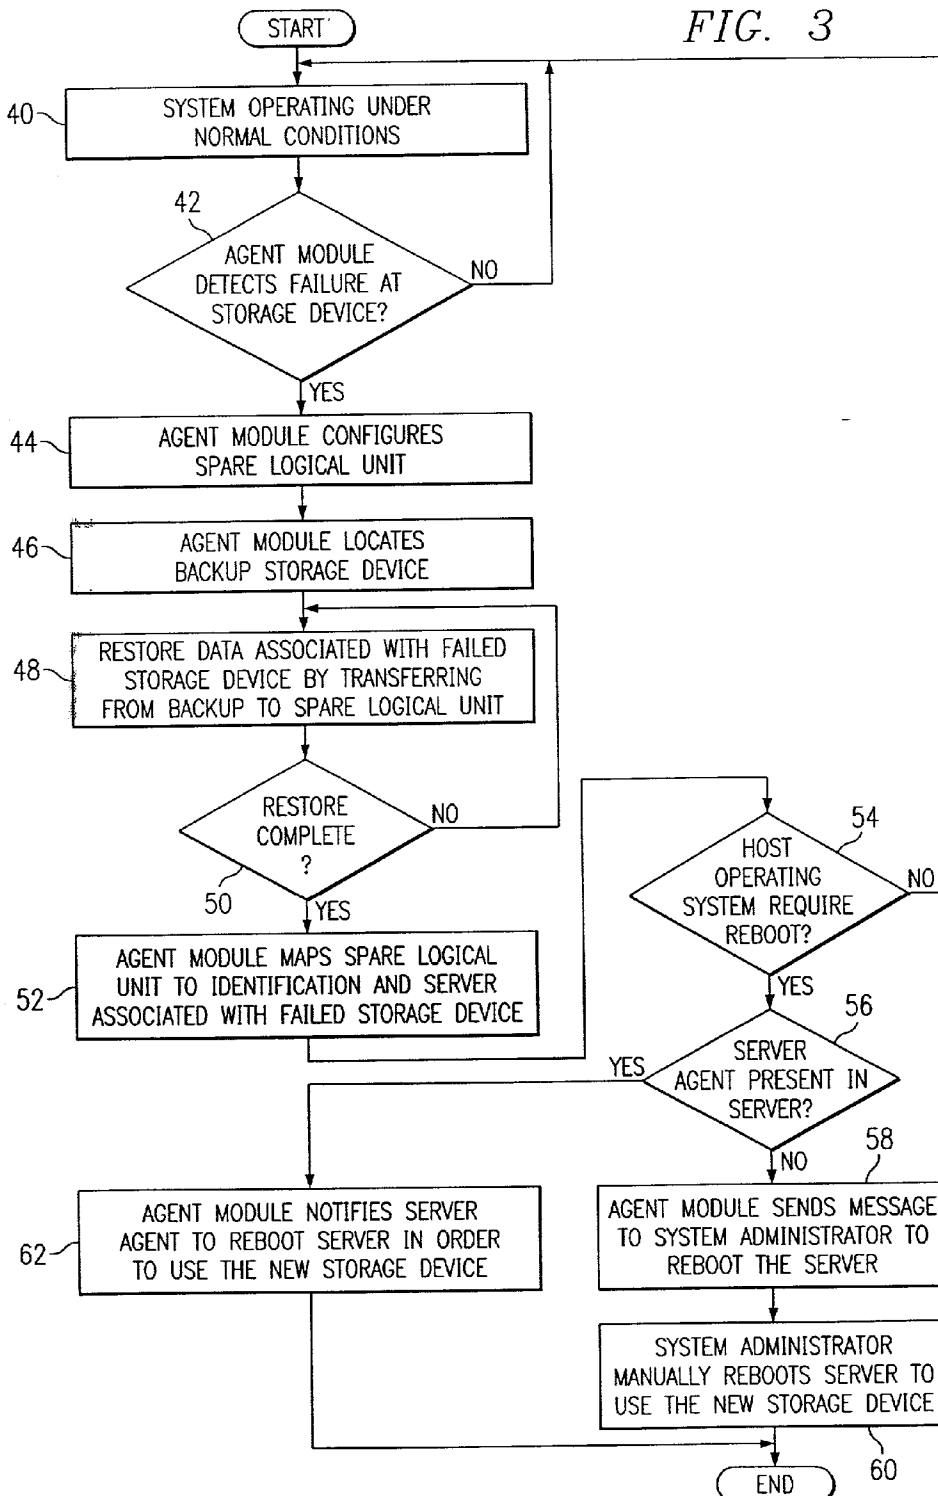 FIG. 3
START
40
SYSTEM OPERATING UNDER
NORMAL CONDITIONS
42
AGENT MODULE
DETECTS FAILURE AT
STORAGE DEVICE?
NO
YES
44
AGENT MODULE CONFIGURES
SPARE LOGICAL UNIT
46
AGENT MODULE LOCATES
BACKUP STORAGE DEVICE
48
RESTORE DATA ASSOCIATED WITH FAILED
STORAGE DEVICE BY TRANSFERRING
FROM BACKUP TO SPARE LOGICAL UNIT
RESTORE
COMPLETE
?
NO
50
YES
52
AGENT MODULE MAPS SPARE LOGICAL
UNIT TO IDENTIFICATION AND SERVER
ASSOCIATED WITH FAILED STORAGE DEVICE
54
HOST
OPERATING
SYSTEM REQUIRE
REBOOT?
NO
YES
56
SERVER
AGENT PRESENT IN
SERVER?
YES
NO
58
AGENT MODULE SENDS MESSAGE
TO SYSTEM ADMINISTRATOR TO
REBOOT THE SERVER
62
AGENT MODULE NOTIFIES SERVER
AGENT TO REBOOT SERVER IN ORDER
TO USE THE NEW STORAGE DEVICE
SYSTEM ADMINISTRATOR
MANUALLY REBOOTS SERVER TO
USE THE NEW STORAGE DEVICE
60
END